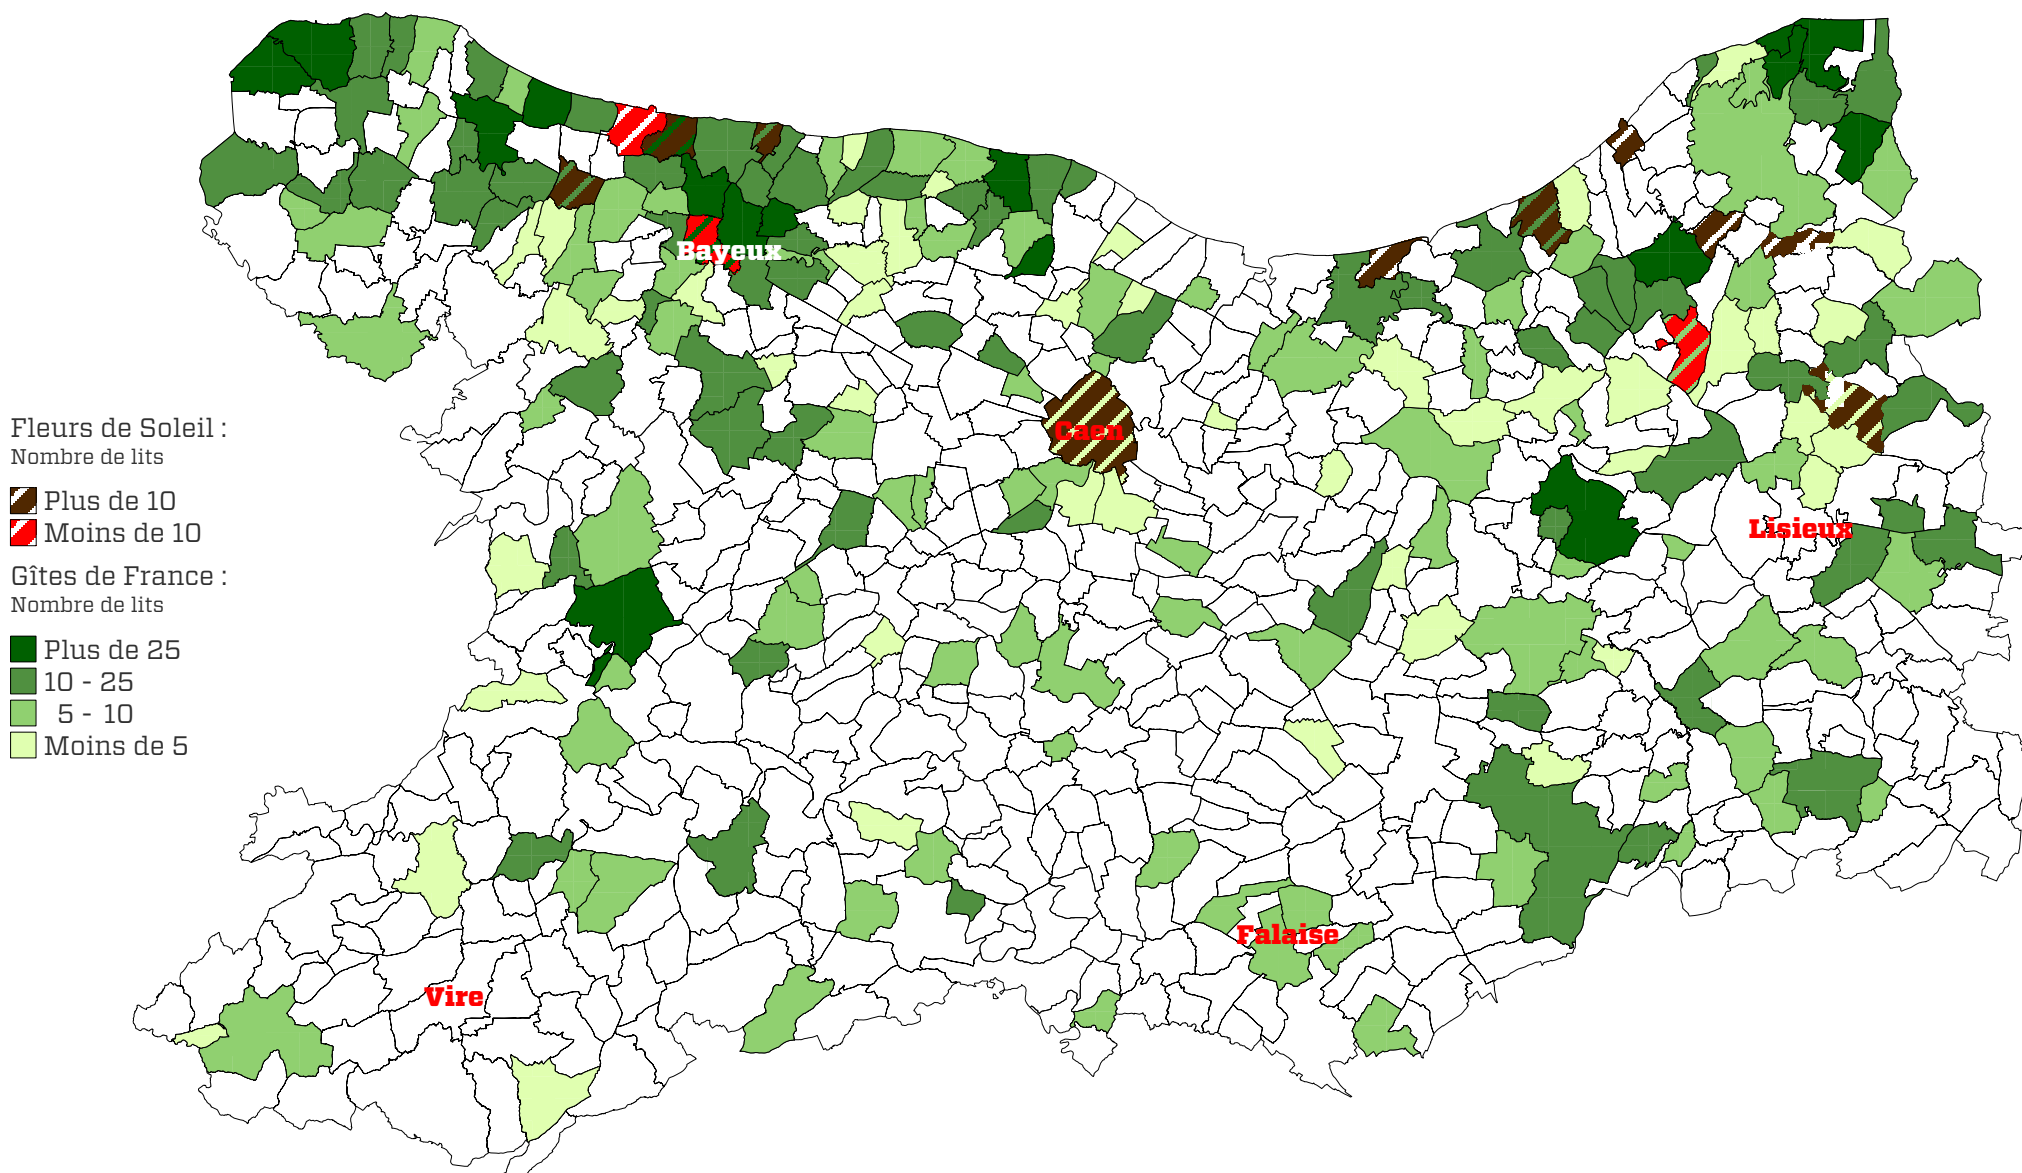 Fleurs de Soleil :
Nombre de lits
Plus de 10
Moins de 10
Gîtes de France :
Nombre de lits
Plus de 25
10 - 25
5 - 10
Moins de 5
Bayeux
Caen
Lisieux
Falaise
Vire